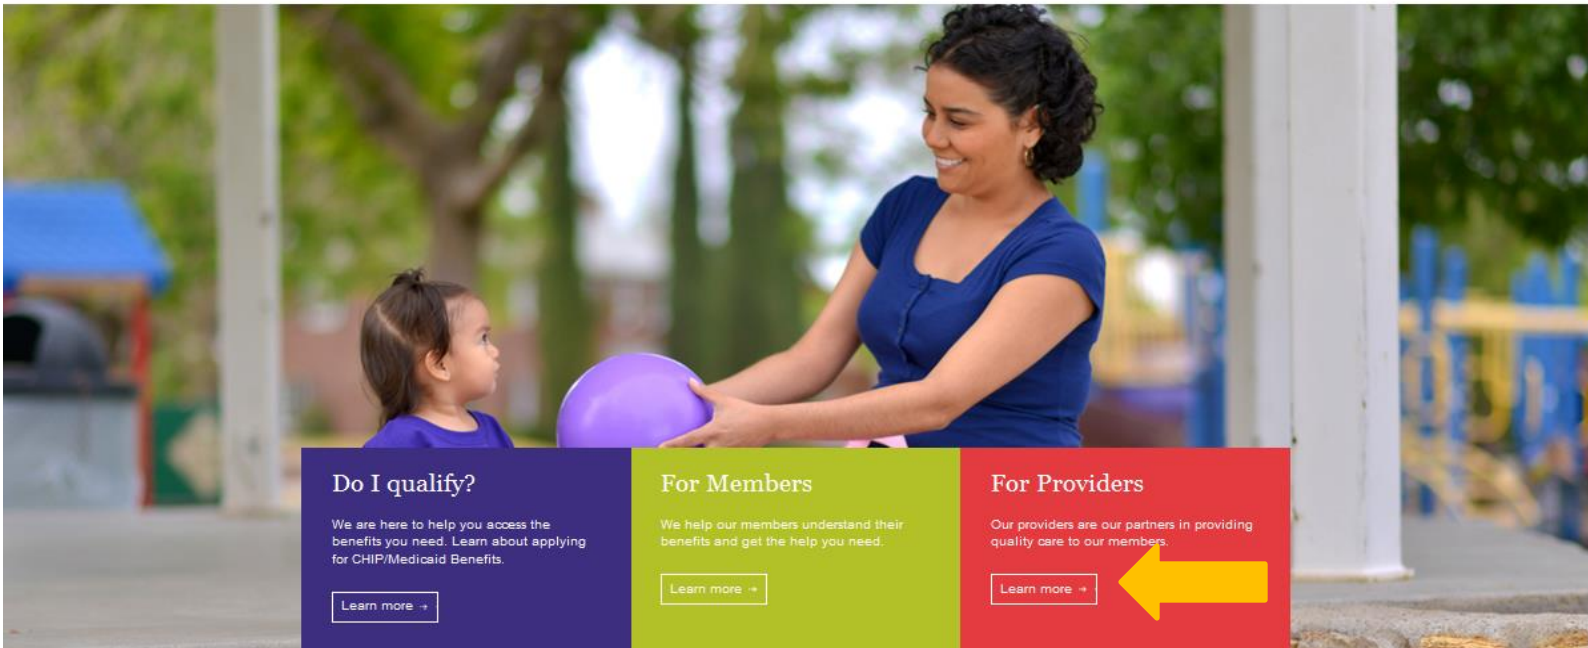 Do I qualify?
We are here to help you access the
benefits you need. Learn about applying
for CHIP/Medicaid Benefits.
Learn more →
For Members
We help our members understand their
benefits and get the help you need.
Learn more →
For Providers
Our providers are our partners in providing
quality care to our members.
Learn more →